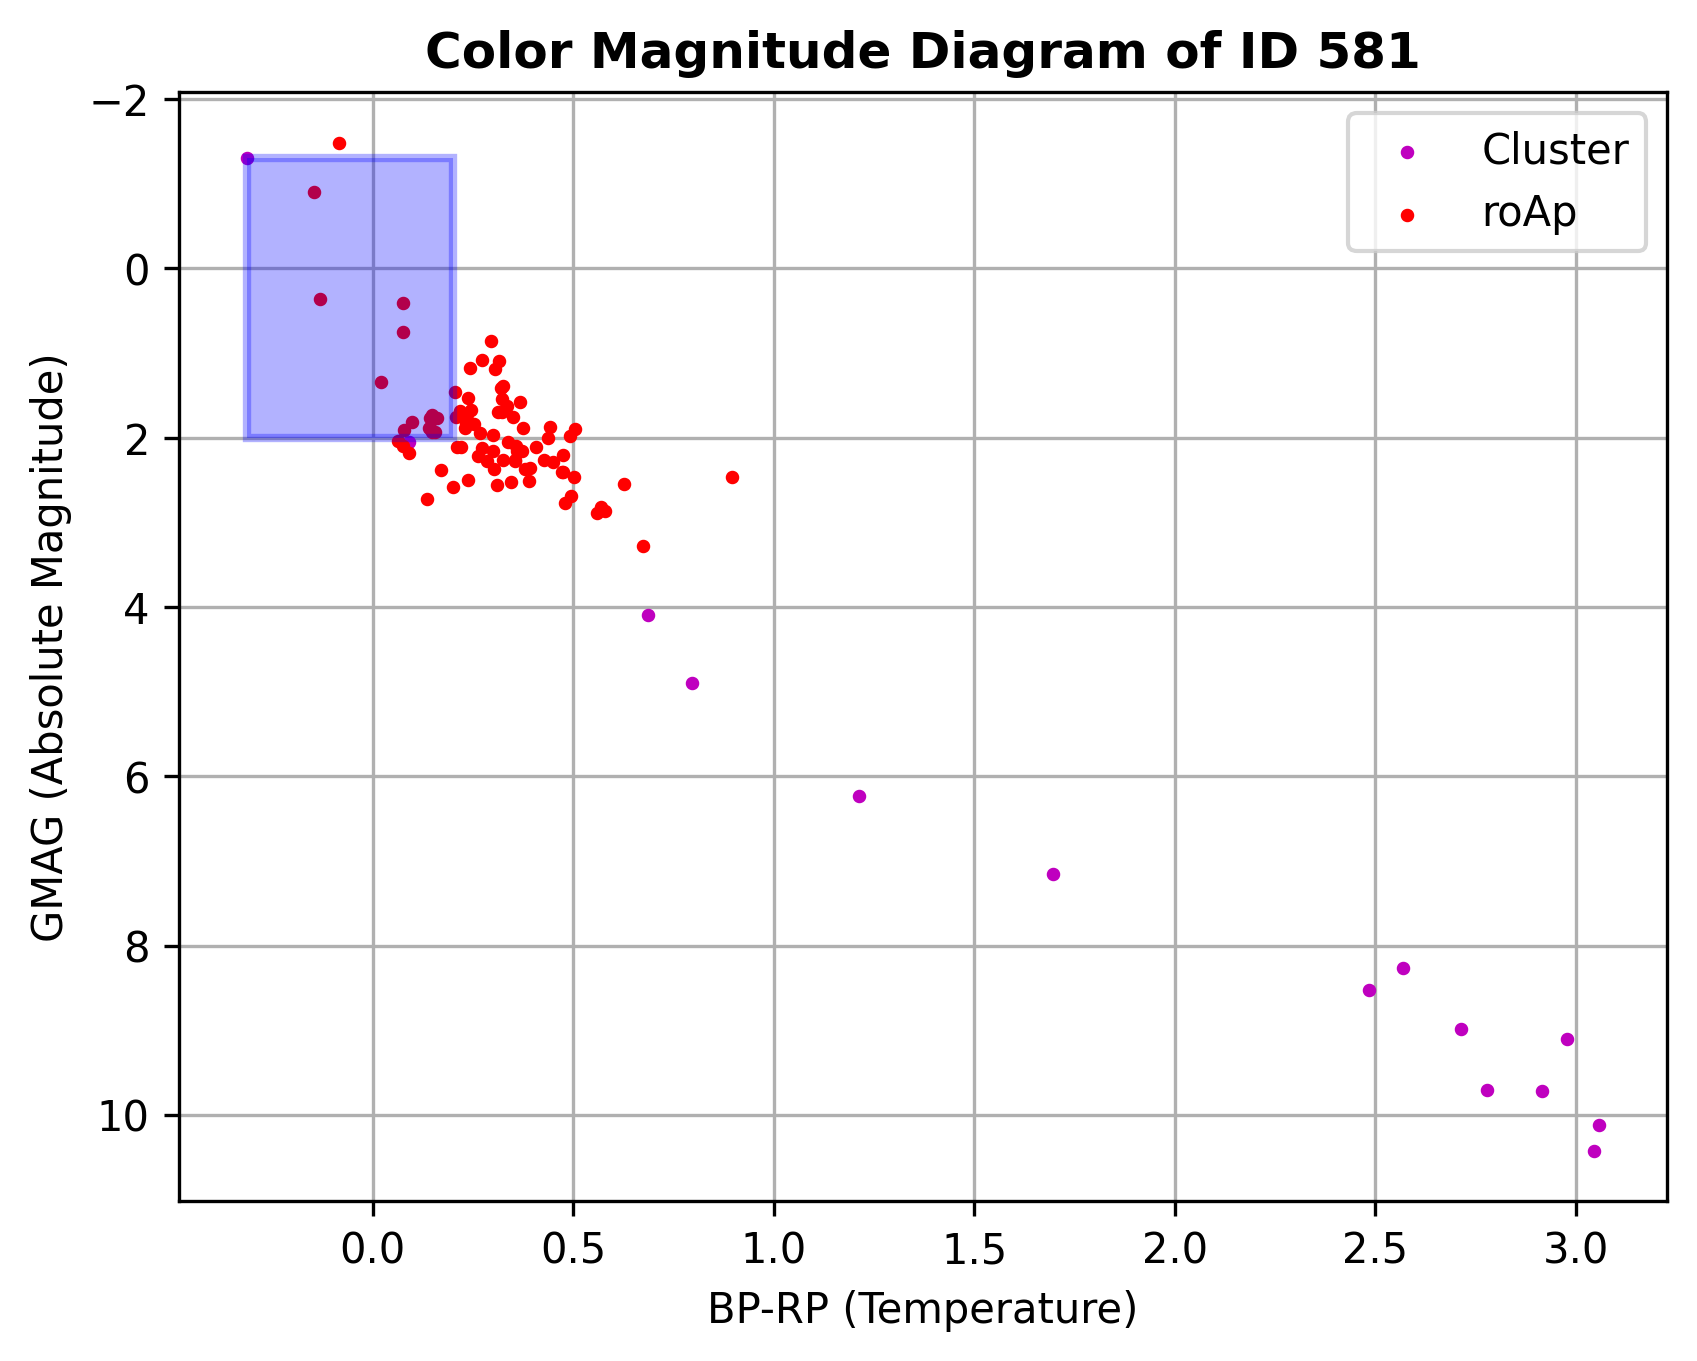 Color Magnitude Diagram of ID 581
−2
0
2
4
6
8
10
GMAG (Absolute Magnitude)
Cluster
roAp
0.0 0.5 1.0 1.5 2.0 2.5 3.0
BP-RP (Temperature)